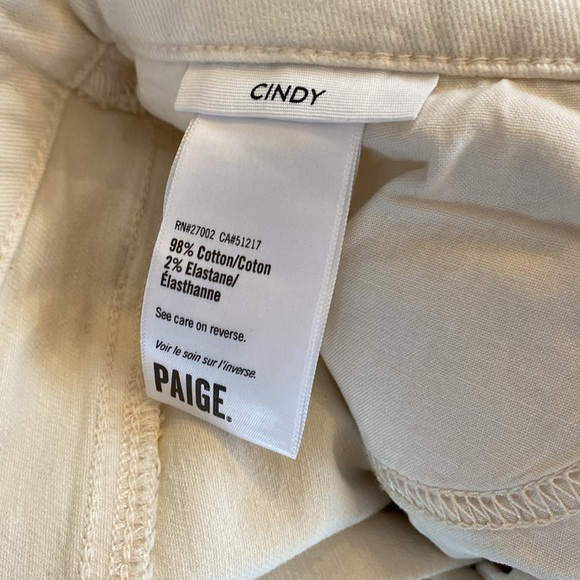 CINDY
RN#27002 CA#51217
98% Cotton/Coton
2% Elastane/
Élasthanne
See care on reverse.
Voir le soin sur l'inverse.
PAIGE.